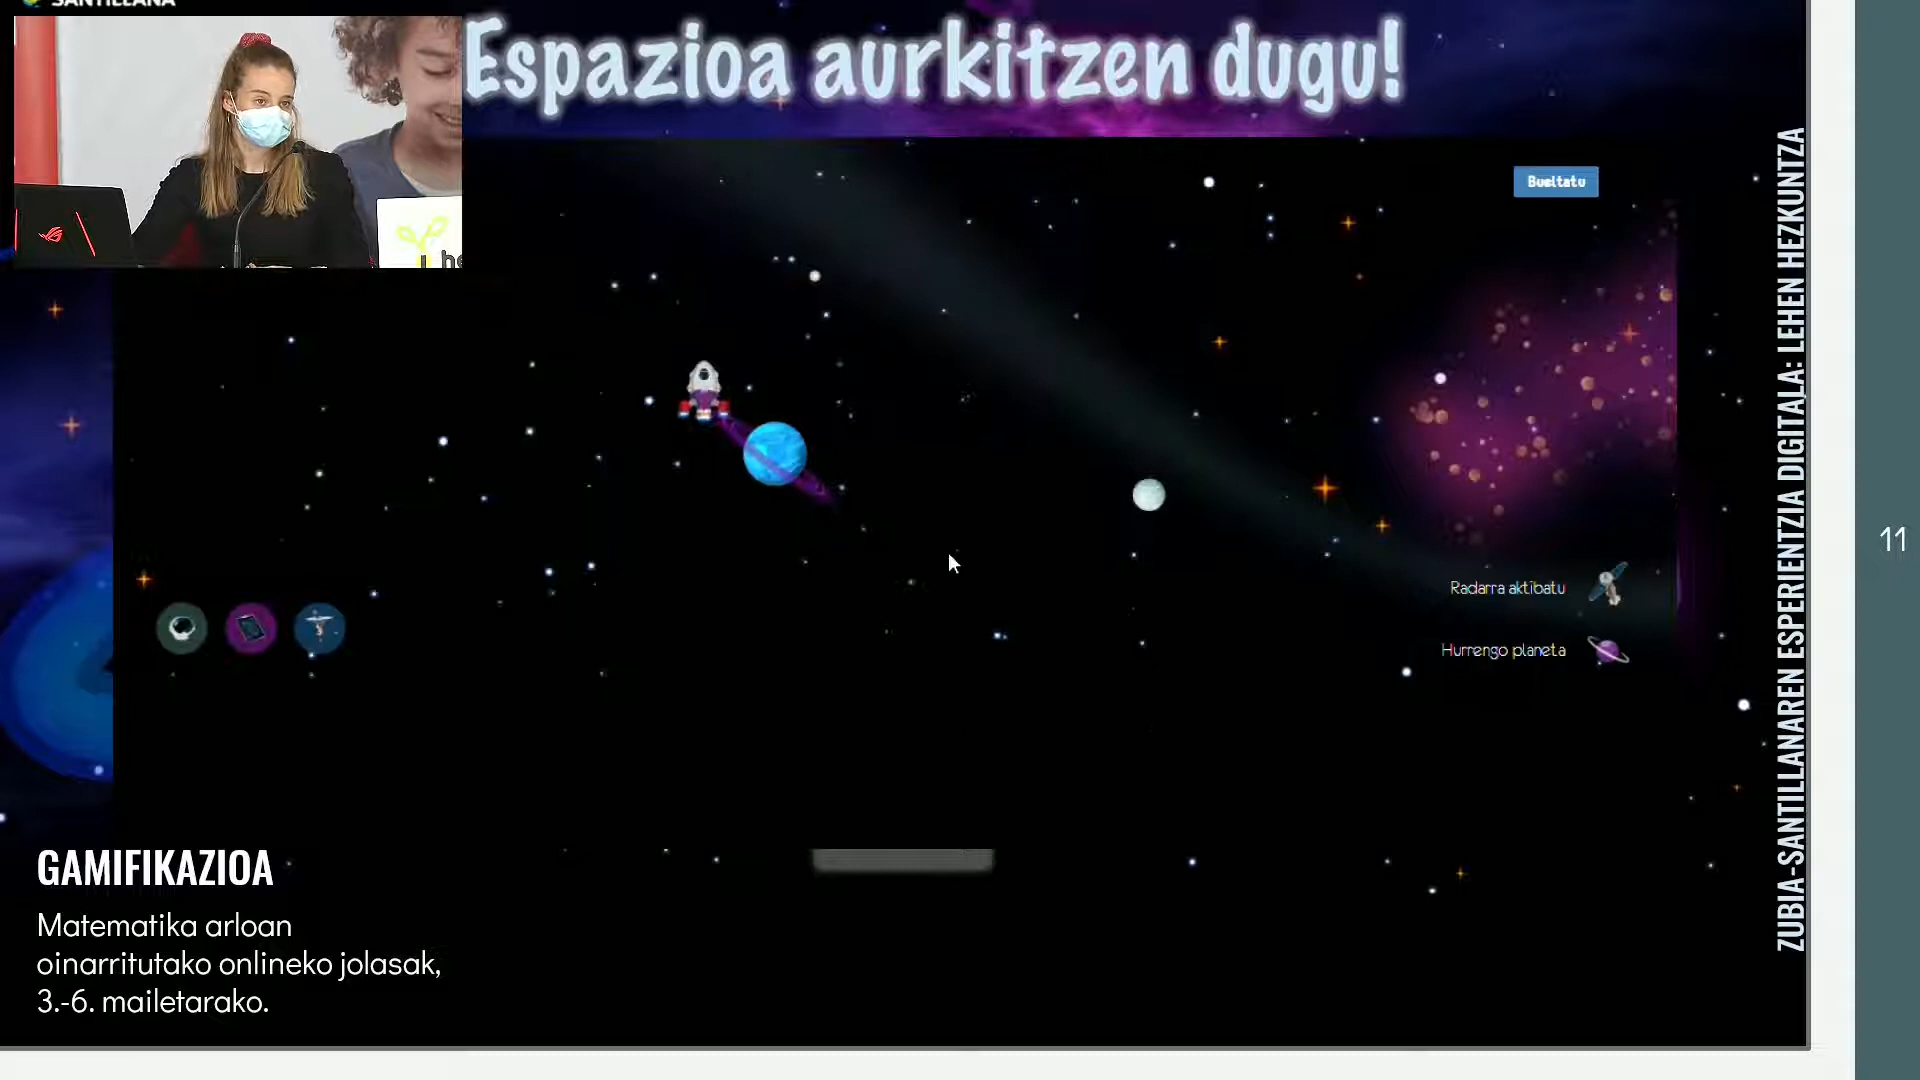 SANTILLANA
Espazioa aurkitzen dugu!
Bueltatu
Radarra aktibatu
Hurrengo planeta
GAMIFIKAZIOA
Matematika arloan
oinarritutako onlineko jolasak,
3.-6. mailetarako.
ZUBIA-SANTILLANAREN ESPERIENTZIA DIGITALA: LEHEN HEZKUNTZA
11